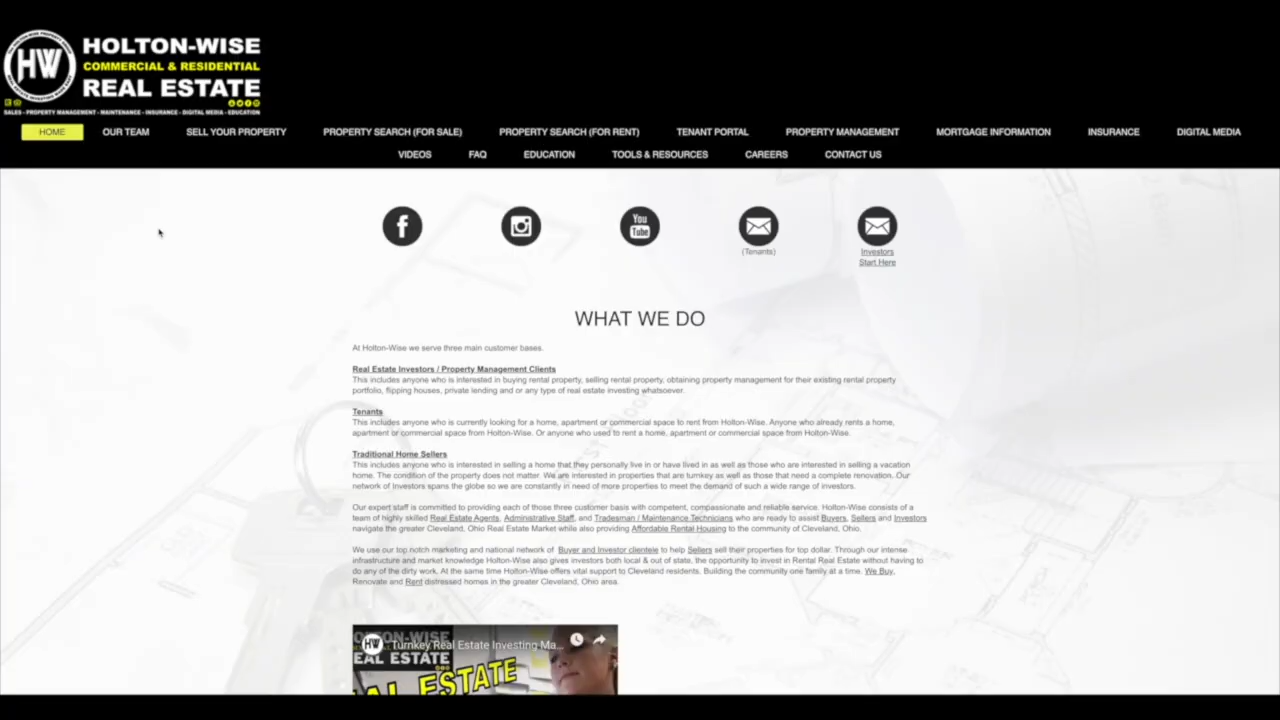 HW
HOLTON-WISE
COMMERCIAL & RESIDENTIAL
REAL ESTATE
SALES - PROPERTY MANAGEMENT - MAINTENANCE - INSURANCE - DIGITAL MEDIA - EDUCATION
HOME OUR TEAM SELL YOUR PROPERTY PROPERTY SEARCH (FOR SALE) PROPERTY SEARCH (FOR RENT) TENANT PORTAL PROPERTY MANAGEMENT MORTGAGE INFORMATION INSURANCE DIGITAL MEDIA
VIDEOS FAQ EDUCATION TOOLS & RESOURCES CAREERS CONTACT US
You
Tube
(Tenants) Investors
Start Here
WHAT WE DO
At Holton-Wise we serve three main customer bases.
Real Estate Investors / Property Management Clients
This includes anyone who is interested in buying rental property, selling rental property, obtaining property management for their existing rental property
portfolio, flipping houses, private lending and or any type of real estate investing whatsoever.
Tenants
This includes anyone who is currently looking for a home, apartment or commercial space to rent from Holton-Wise. Anyone who already rents a home,
apartment or commercial space from Holton-Wise. Or anyone who used to rent a home, apartment or commercial space from Holton-Wise.
Traditional Home Sellers
This includes anyone who is interested in selling a home that they personally live in or have lived in as well as those who are interested in selling a vacation
home. The condition of the property does not matter. We are interested in properties that are turnkey as well as those that need a complete renovation. Our
network of Investors spans the globe so we are constantly in need of more properties to meet the demand of such a wide range of investors.
Our expert staff is committed to providing each of those three customer basis with competent, compassionate and reliable service. Holton-Wise consists of a
team of highly skilled Real Estate Agents, Administrative Staff, and Tradesman / Maintenance Technicians who are ready to assist Buyers, Sellers and Investors
navigate the greater Cleveland, Ohio Real Estate Market while also providing Affordable Rental Housing to the community of Cleveland, Ohio.
We use our top notch marketing and national network of Buyer and Investor clientele to help Sellers sell their properties for top dollar. Through our intense
infrastructure and market knowledge Holton-Wise also gives investors both local & out of state, the opportunity to invest in Rental Real Estate without having to
do any of the dirty work. At the same time Holton-Wise offers vital support to Cleveland residents. Building the community one family at a time. We Buy,
Renovate and Rent distressed homes in the greater Cleveland, Ohio area.
HW Turnkey Real Estate Investing Ma...
HOLTON-WISE
EAL ESTATE
AL ESTATE